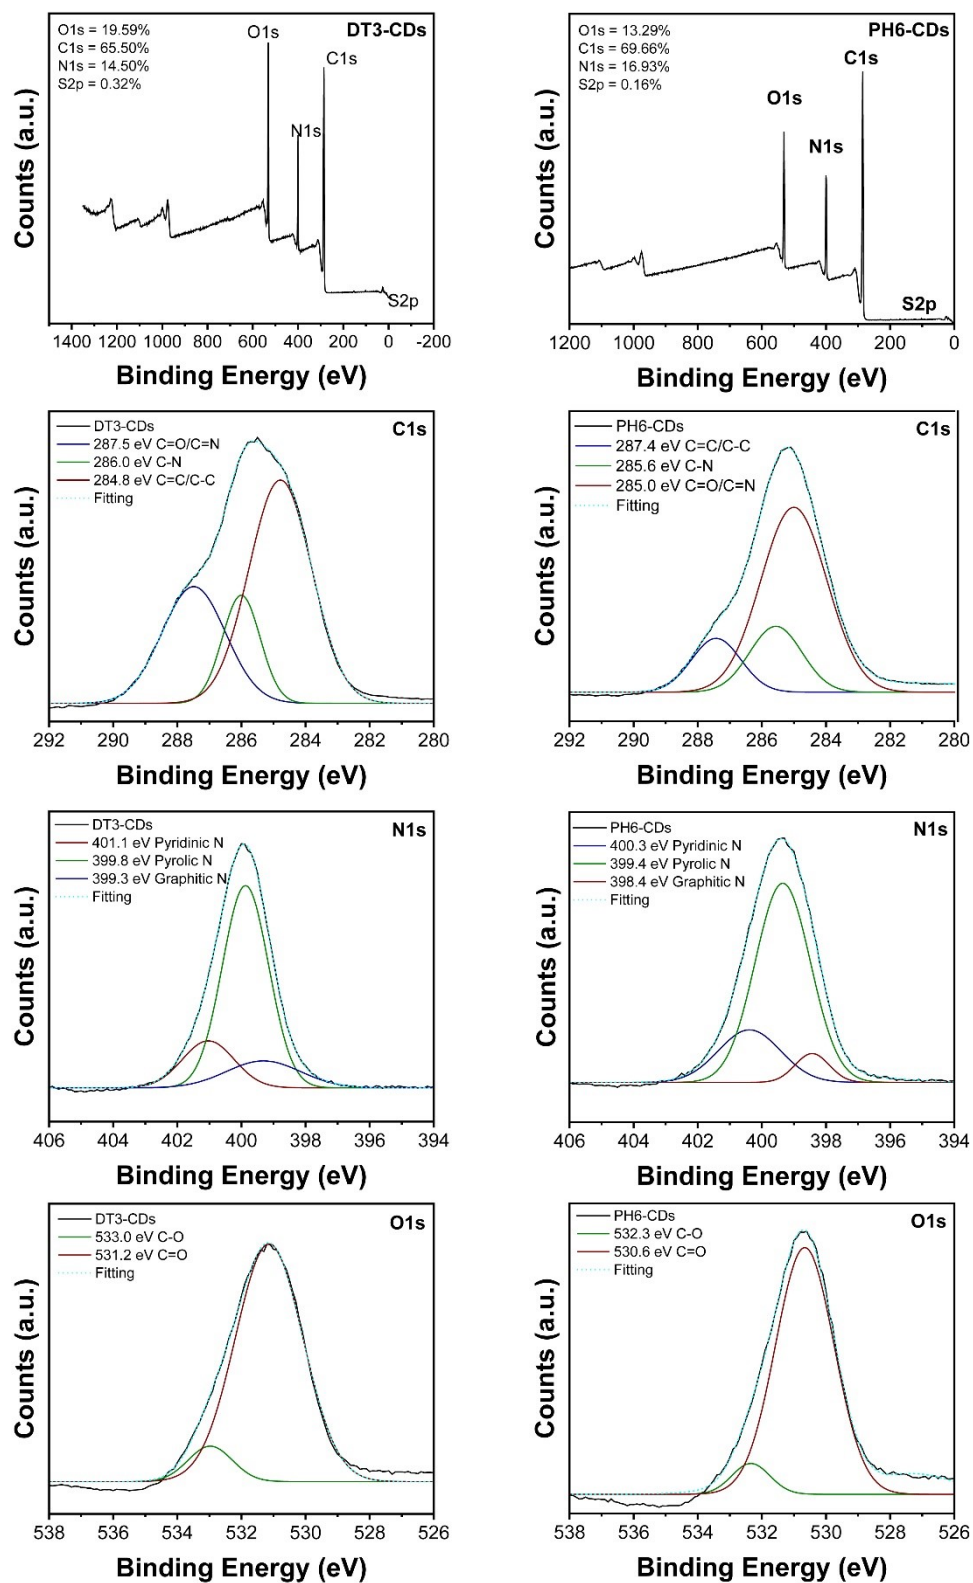 DT3-CDs
O1s = 19.59%
C1s = 65.50%
N1s = 14.50%
S2p = 0.32%
O1s
C1s
N1s
S2p
Counts (a.u.)
1400 1200 1000 800 600 400 200 0 -200
Binding Energy (eV)
PH6-CDs
O1s = 13.29%
C1s = 69.66%
N1s = 16.93%
S2p = 0.16%
C1s
O1s
N1s
S2p
Counts (a.u.)
1200 1000 800 600 400 200 0
Binding Energy (eV)
C1s
DT3-CDs
287.5 eV C=O/C=N
286.0 eV C-N
284.8 eV C=C/C-C
Fitting
Counts (a.u.)
292 290 288 286 284 282 280
Binding Energy (eV)
C1s
PH6-CDs
287.4 eV C=C/C-C
285.6 eV C-N
285.0 eV C=O/C=N
Fitting
Counts (a.u.)
292 290 288 286 284 282 280
Binding Energy (eV)
N1s
DT3-CDs
401.1 eV Pyridinic N
399.8 eV Pyrolic N
399.3 eV Graphitic N
Fitting
Counts (a.u.)
406 404 402 400 398 396 394
Binding Energy (eV)
N1s
PH6-CDs
400.3 eV Pyridinic N
399.4 eV Pyrolic N
398.4 eV Graphitic N
Fitting
Counts (a.u.)
406 404 402 400 398 396 394
Binding Energy (eV)
O1s
DT3-CDs
533.0 eV C-O
531.2 eV C=O
Fitting
Counts (a.u.)
538 536 534 532 530 528 526
Binding Energy (eV)
O1s
PH6-CDs
532.3 eV C-O
530.6 eV C=O
Fitting
Counts (a.u.)
538 536 534 532 530 528 526
Binding Energy (eV)